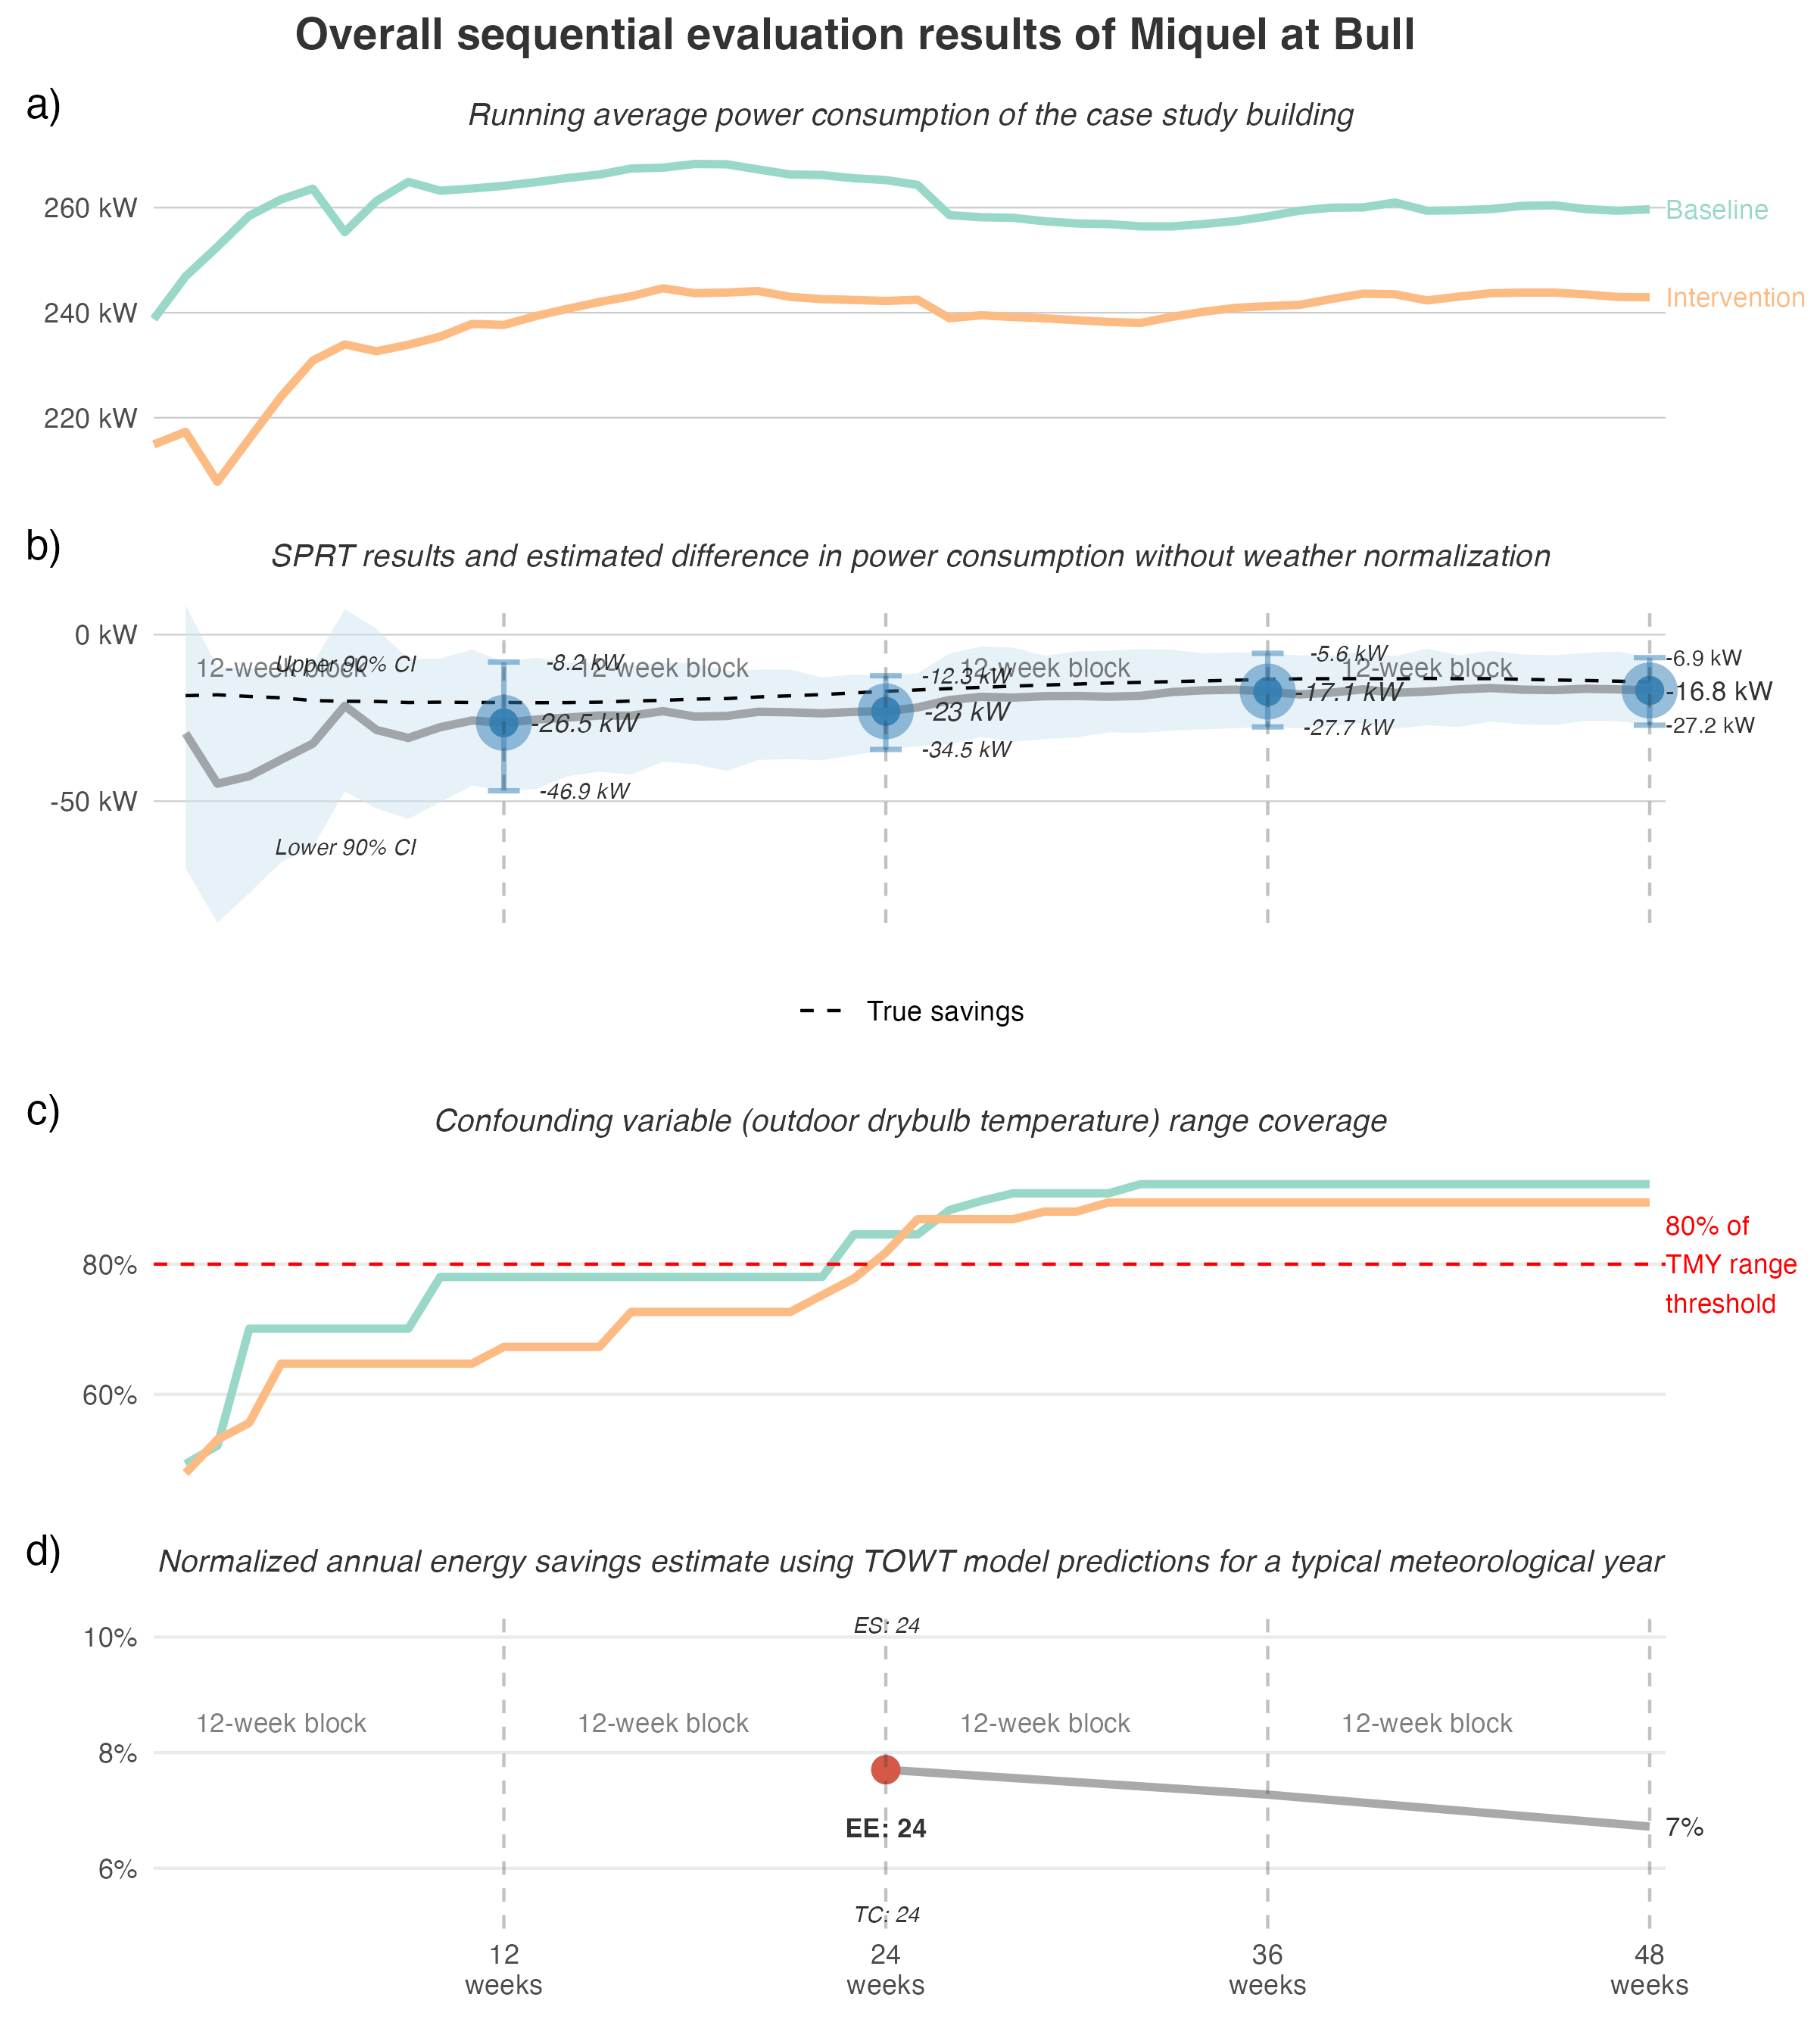 Overall sequential evaluation results of Miquel at Bull
a)
Running average power consumption of the case study building
260 kW
240 kW
220 kW
Baseline
Intervention
b)
SPRT results and estimated difference in power consumption without weather normalization
0 kW
-50 kW
12-week block
12-week block
12-week block
12-week block
Upper 90% CI
Lower 90% CI
-8.2 kW
-26.5 kW
-46.9 kW
-12.3 kW
-23 kW
-34.5 kW
-5.6 kW
-17.1 kW
-27.7 kW
-6.9 kW
-16.8 kW
-27.2 kW
True savings
c)
Confounding variable (outdoor drybulb temperature) range coverage
80%
60%
80% of
TMY range
threshold
d)
Normalized annual energy savings estimate using TOWT model predictions for a typical meteorological year
10%
8%
6%
ES: 24
12-week block
12-week block
12-week block
12-week block
EE: 24
7%
TC: 24
12
weeks
24
weeks
36
weeks
48
weeks